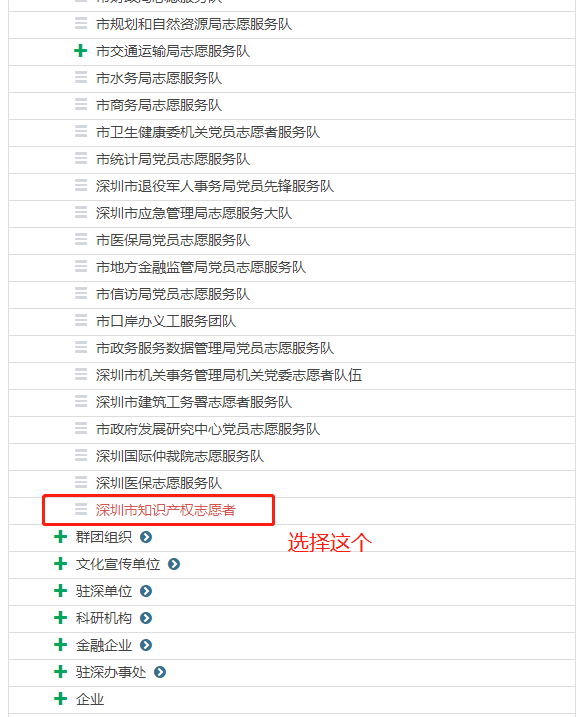 市规划和自然资源局志愿服务队
市交通运输局志愿服务队
市水务局志愿服务队
市商务局志愿服务队
市卫生健康委机关党员志愿者服务队
市统计局党员志愿服务队
深圳市退役军人事务局党员先锋服务队
深圳市应急管理局志愿服务大队
市医保局党员志愿服务队
市地方金融监管局党员志愿服务队
市信访局党员志愿服务队
市口岸办义工服务团队
市政务服务数据管理局党员志愿服务队
深圳市机关事务管理局机关党委志愿者队伍
深圳市建筑工务署志愿者服务队
市政府发展研究中心党员志愿服务队
深圳国际仲裁院志愿服务队
深圳医保志愿服务队
深圳市知识产权志愿者
群团组织
选择这个
文化宣传单位
驻深单位
科研机构
金融企业
驻深办事处
企业